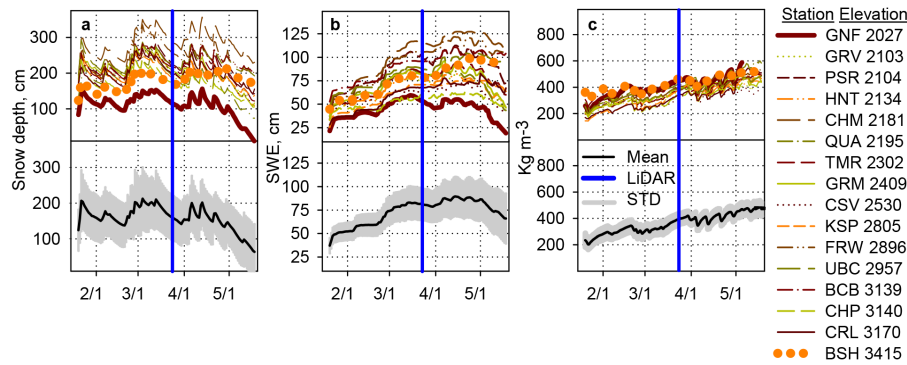 a
Snow depth, cm
300
200
100
300
200
100
2/1 3/1 4/1 5/1
b
SWE, cm
125
100
75
50
25
125
100
75
50
25
2/1 3/1 4/1 5/1
c
Kg m-3
800
600
400
200
800
600
400
200
Mean
LiDAR
STD
2/1 3/1 4/1 5/1
Station Elevation
GNF 2027
GRV 2103
PSR 2104
HNT 2134
CHM 2181
QUA 2195
TMR 2302
GRM 2409
CSV 2530
KSP 2805
FRW 2896
UBC 2957
BCB 3139
CHP 3140
CRL 3170
BSH 3415